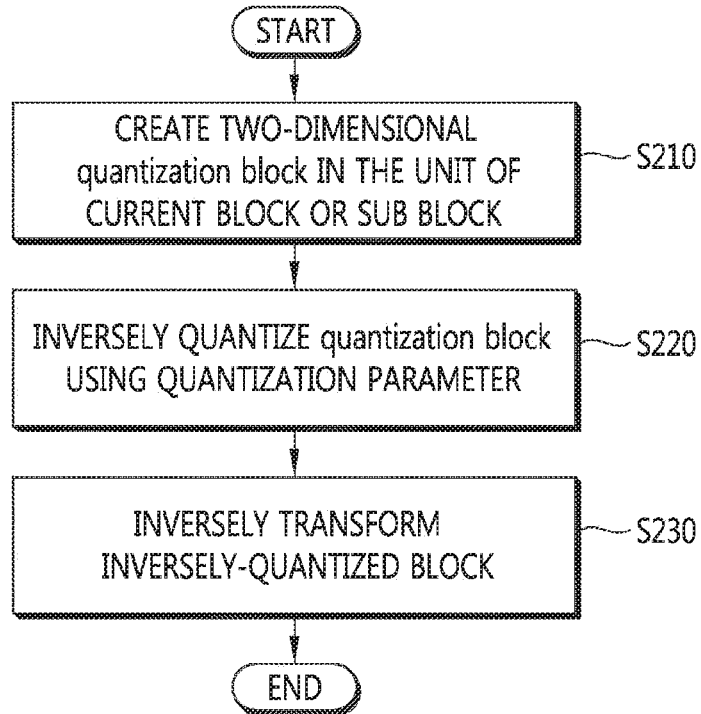 START
CREATE TWO-DIMENSIONAL
quantization block IN THE UNIT OF
CURRENT BLOCK OR SUB BLOCK
S210
INVERSELY QUANTIZE quantization block
USING QUANTIZATION PARAMETER
S220
INVERSELY TRANSFORM
INVERSELY-QUANTIZED BLOCK
S230
END